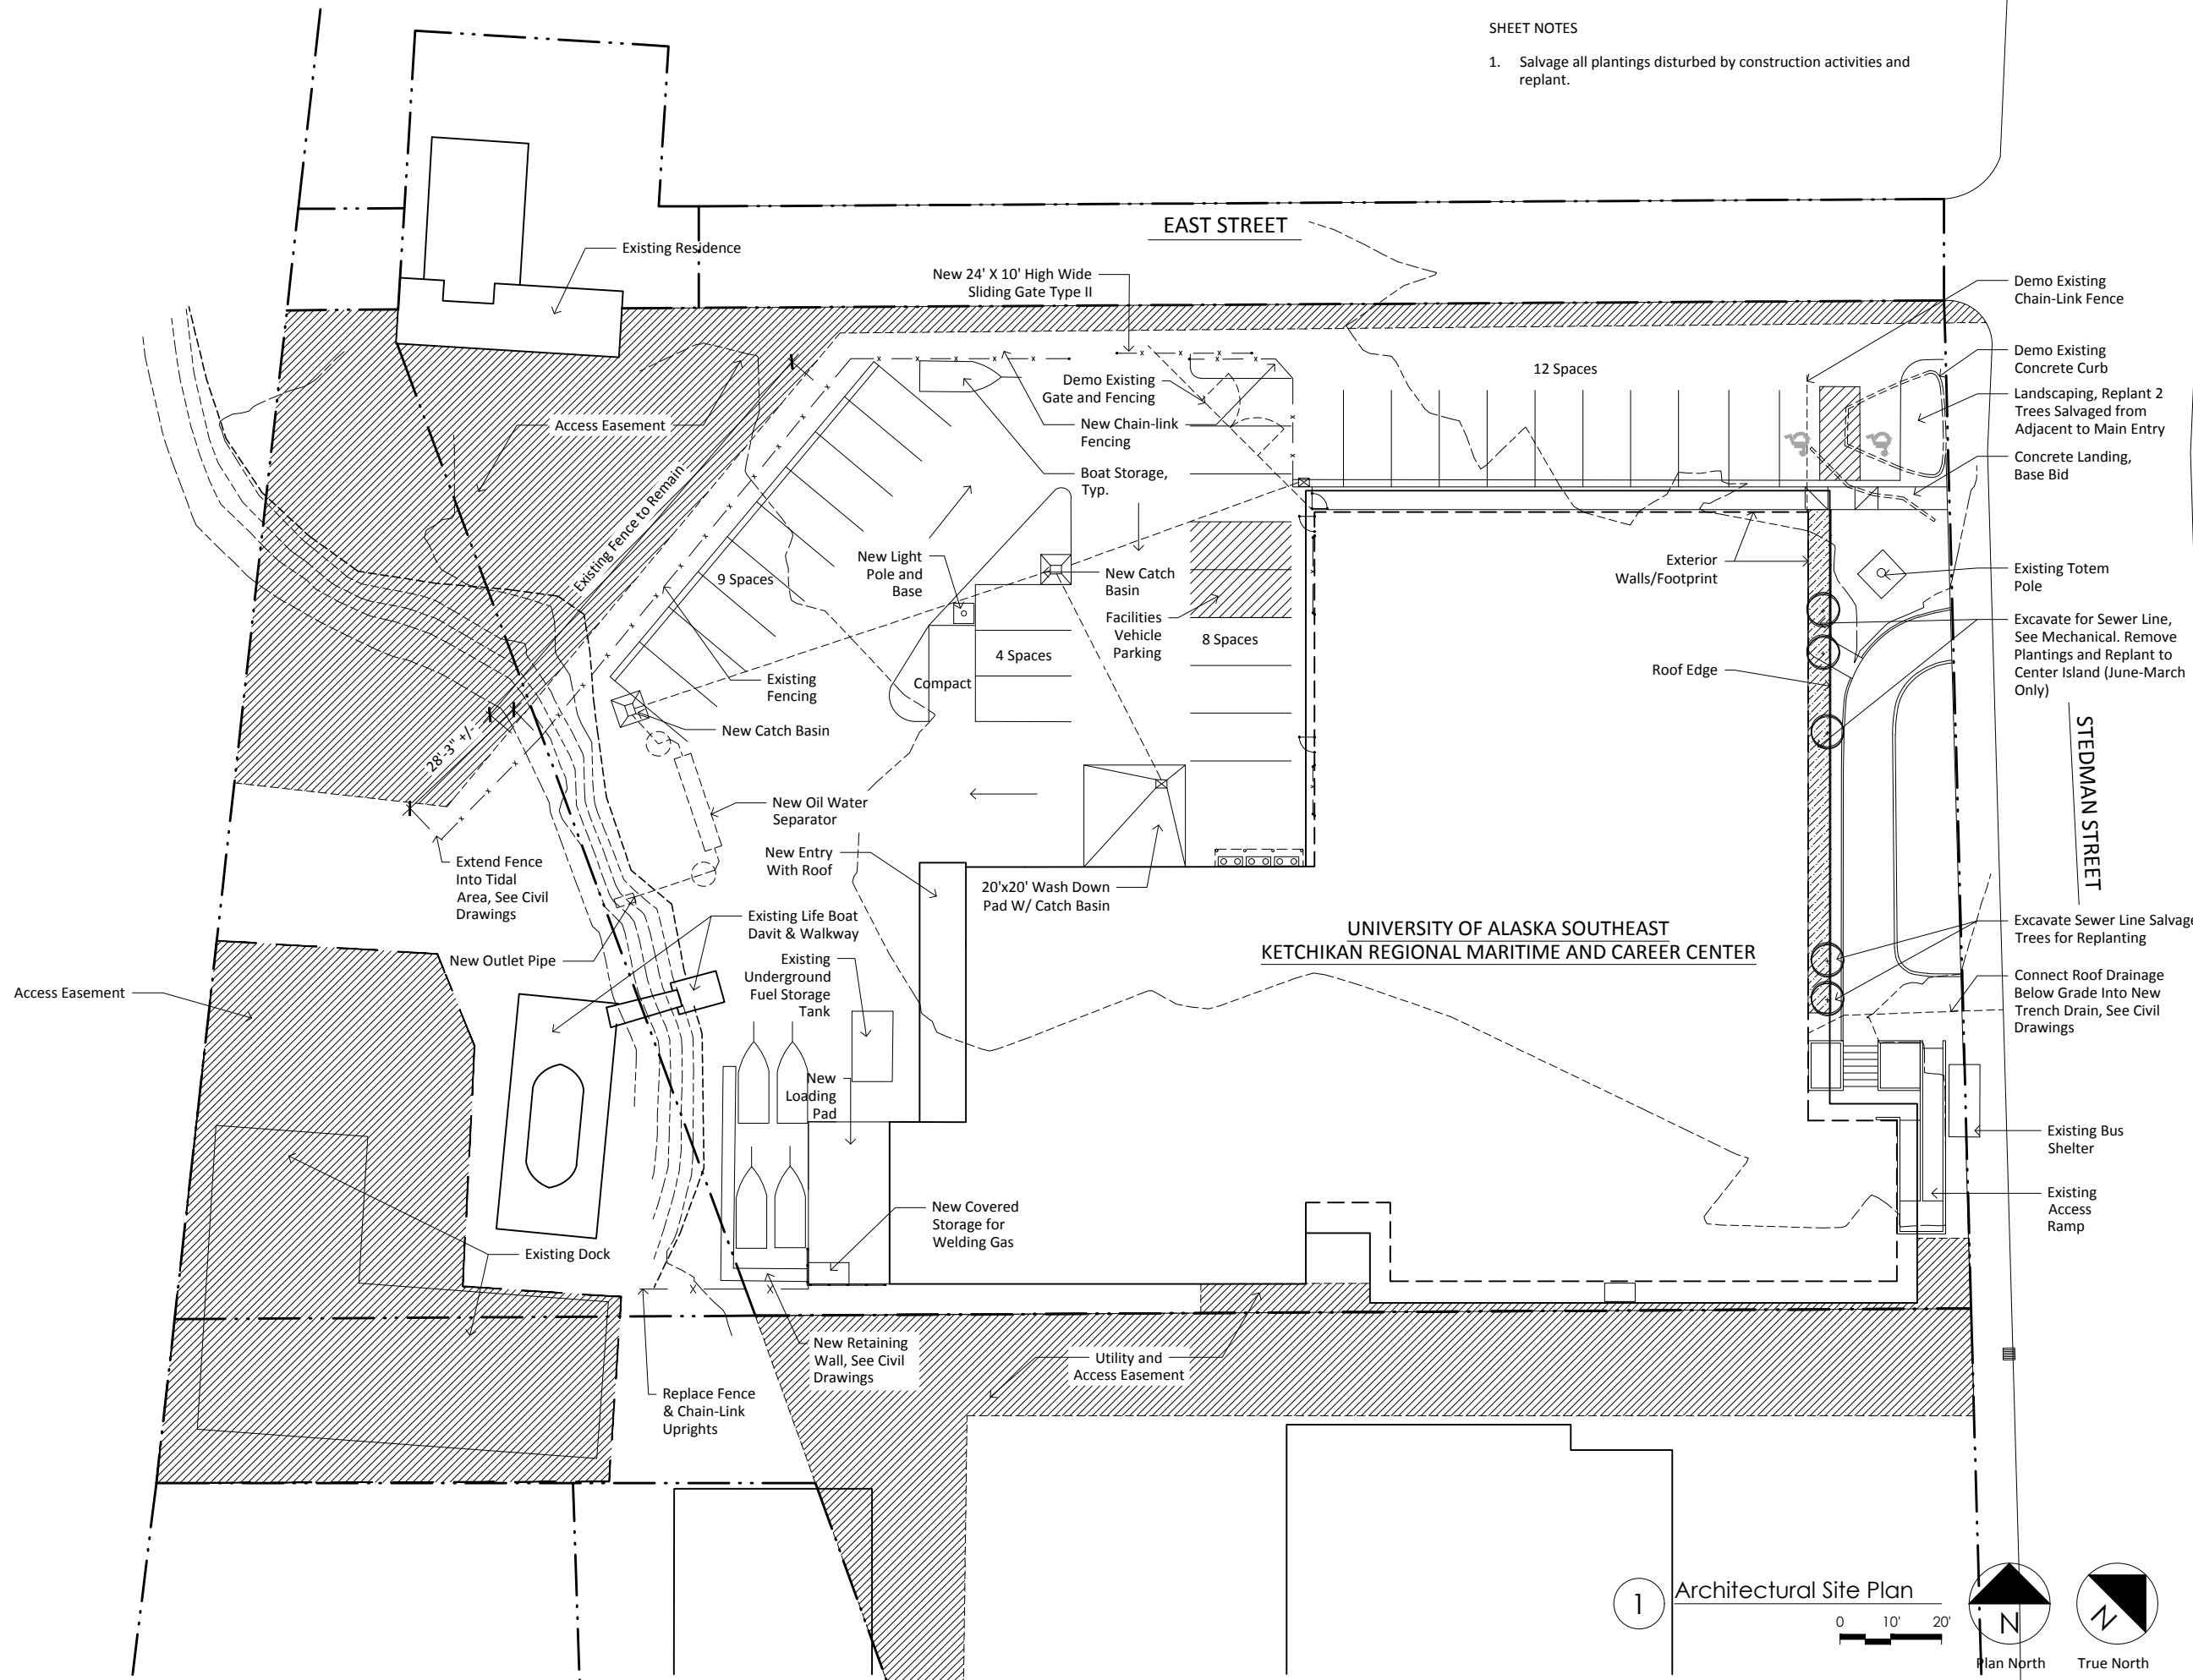 SHEET NOTES
1. Salvage all plantings disturbed by construction activities and
replant.
EAST STREET
Existing Residence
New 24' X 10' High Wide
Sliding Gate Type II
Demo Existing
Chain-Link Fence
Demo Existing
Concrete Curb
12 Spaces
Demo Existing
Gate and Fencing
Landscaping, Replant 2
Trees Salvaged from
Adjacent to Main Entry
Access Easement
New Chain-link
Fencing
Concrete Landing,
Base Bid
Boat Storage,
Typ.
Existing Fence to Remain
New Light
Pole and
Base
New Catch
Basin
Exterior
Walls/Footprint
Existing Totem
Pole
9 Spaces
Facilities
Vehicle
Parking
8 Spaces
Excavate for Sewer Line,
See Mechanical. Remove
Plantings and Replant to
Center Island (June-March
Only)
4 Spaces
Compact
Roof Edge
Existing
Fencing
New Catch Basin
28'-3" +/-
STEDMAN STREET
New Oil Water
Separator
New Entry
With Roof
Extend Fence
Into Tidal
Area, See Civil
Drawings
20'x20' Wash Down
Pad W/ Catch Basin
Existing Life Boat
Davit & Walkway
UNIVERSITY OF ALASKA SOUTHEAST
KETCHIKAN REGIONAL MARITIME AND CAREER CENTER
Excavate Sewer Line Salvage
Trees for Replanting
New Outlet Pipe
Existing
Underground
Fuel Storage
Tank
Access Easement
Connect Roof Drainage
Below Grade Into New
Trench Drain, See Civil
Drawings
New
Loading
Pad
Existing Bus
Shelter
Existing
Access
Ramp
New Covered
Storage for
Welding Gas
Existing Dock
New Retaining
Wall, See Civil
Drawings
Utility and
Access Easement
Replace Fence
& Chain-Link
Uprights
1
Architectural Site Plan
0 10' 20'
N
N
Plan North
True North